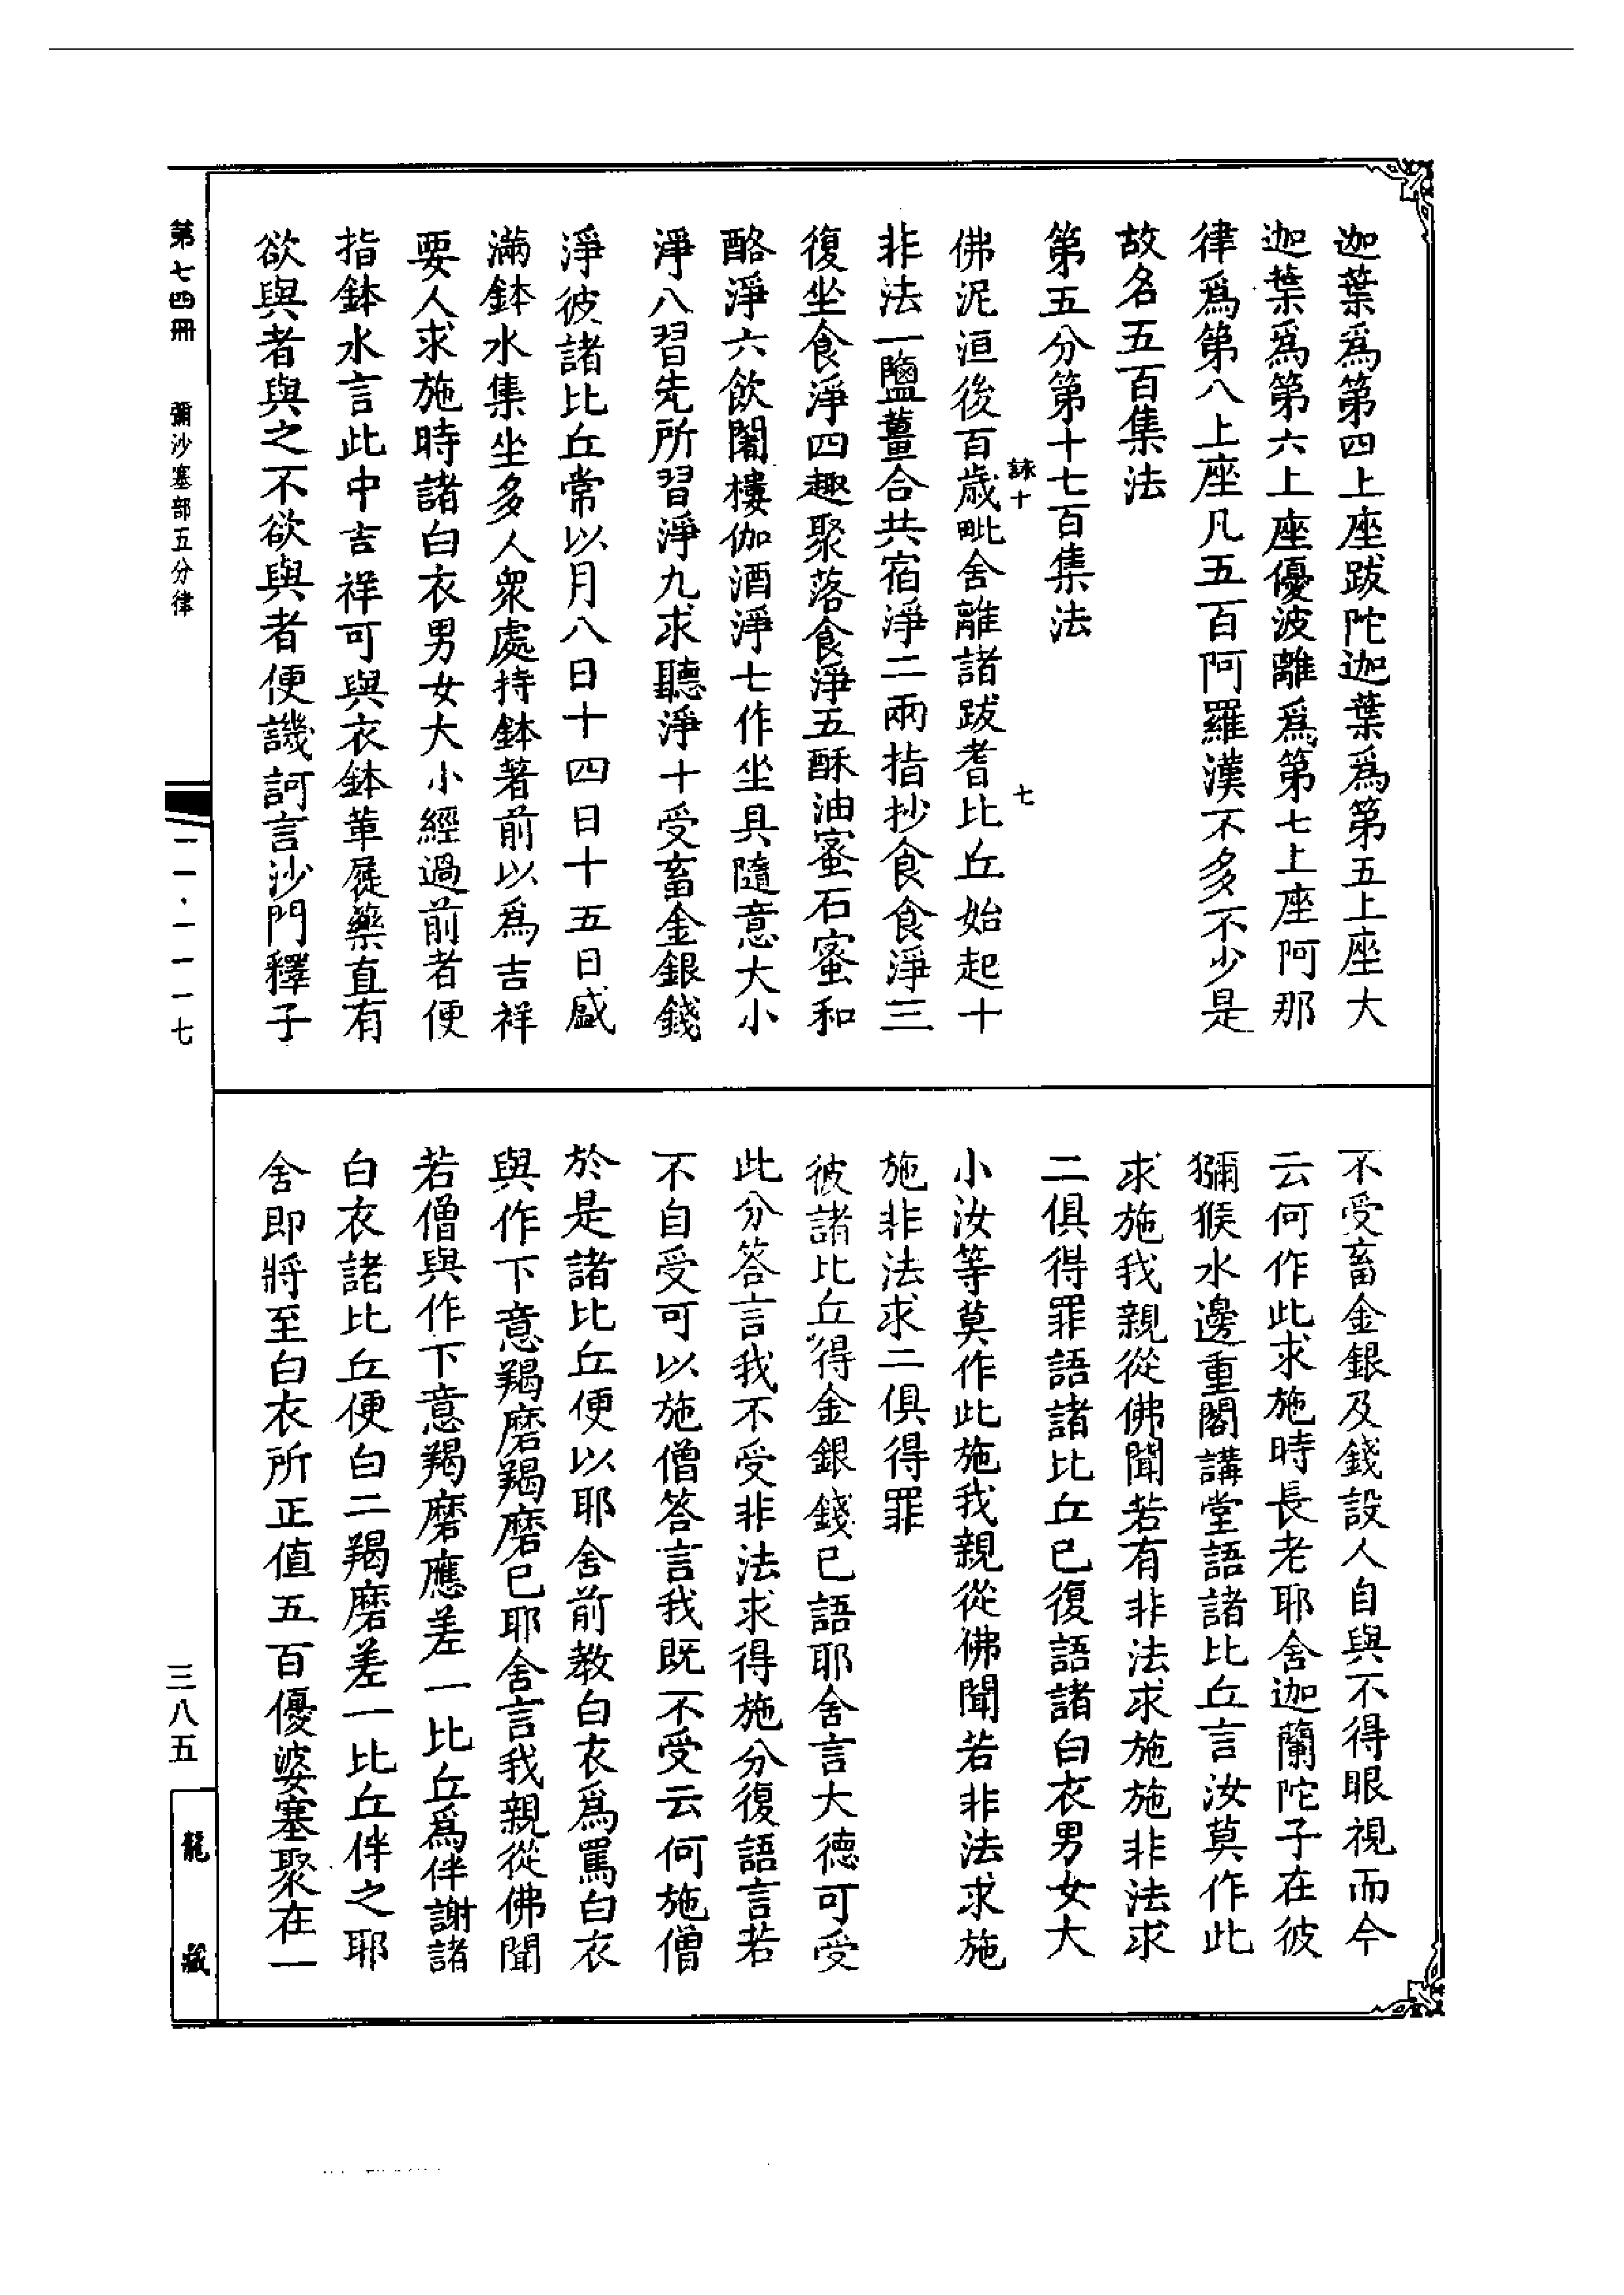 迦葉爲第四上座跋陀迦葉爲第五上座大
迦葉爲第六上座優波離爲第七上座阿那
律爲第八上座凡五百阿羅漢不多不少是
故名五百集法
第五分第十七百集法
詠十 七
佛泥洹後百歲毗舍離諸跋耆比丘始起十
非法一鹽薑合共宿淨二兩指抄食食淨三
復坐食淨四趣聚落食淨五酥油蜜石蜜和
酪淨六飲闍樓伽酒淨七作坐具隨意大小
淨八習先所習淨九求聽淨十受畜金銀錢
淨彼諸比丘常以月八日十四日十五日盛
滿鉢水集坐多人衆處持鉢著前以爲吉祥
要人求施時諸白衣男女大小經過前者便
指鉢水言此中吉祥可與衣鉢革屣藥直有
欲與者與之不欲與者便譏訶言沙門釋子
不受畜金銀及錢設人自與不得眼視而今
云何作此求施時長老耶舍迦蘭陀子在彼
獼猴水邊重閣講堂語諸比丘言汝莫作此
求施我親從佛聞若有非法求施施非法求
二俱得罪語諸比丘已復語諸白衣男女大
小汝等莫作此施我親從佛聞若非法求施
施非法求二俱得罪
彼諸比丘得金銀錢已語耶舍言大德可受
此分答言我不受非法求得施分復語言若
不自受可以施僧答言我既不受云何施僧
於是諸比丘便以耶舍前教白衣爲罵白衣
與作下意羯磨羯磨已耶舍言我親從佛聞
若僧與作下意羯磨應差一比丘爲伴謝諸
白衣諸比丘便白二羯磨差一比丘伴之耶
舍即將至白衣所正值五百優婆塞聚在一
第七四冊 彌沙塞部五分律
一一·一一一七
三八五
龍藏